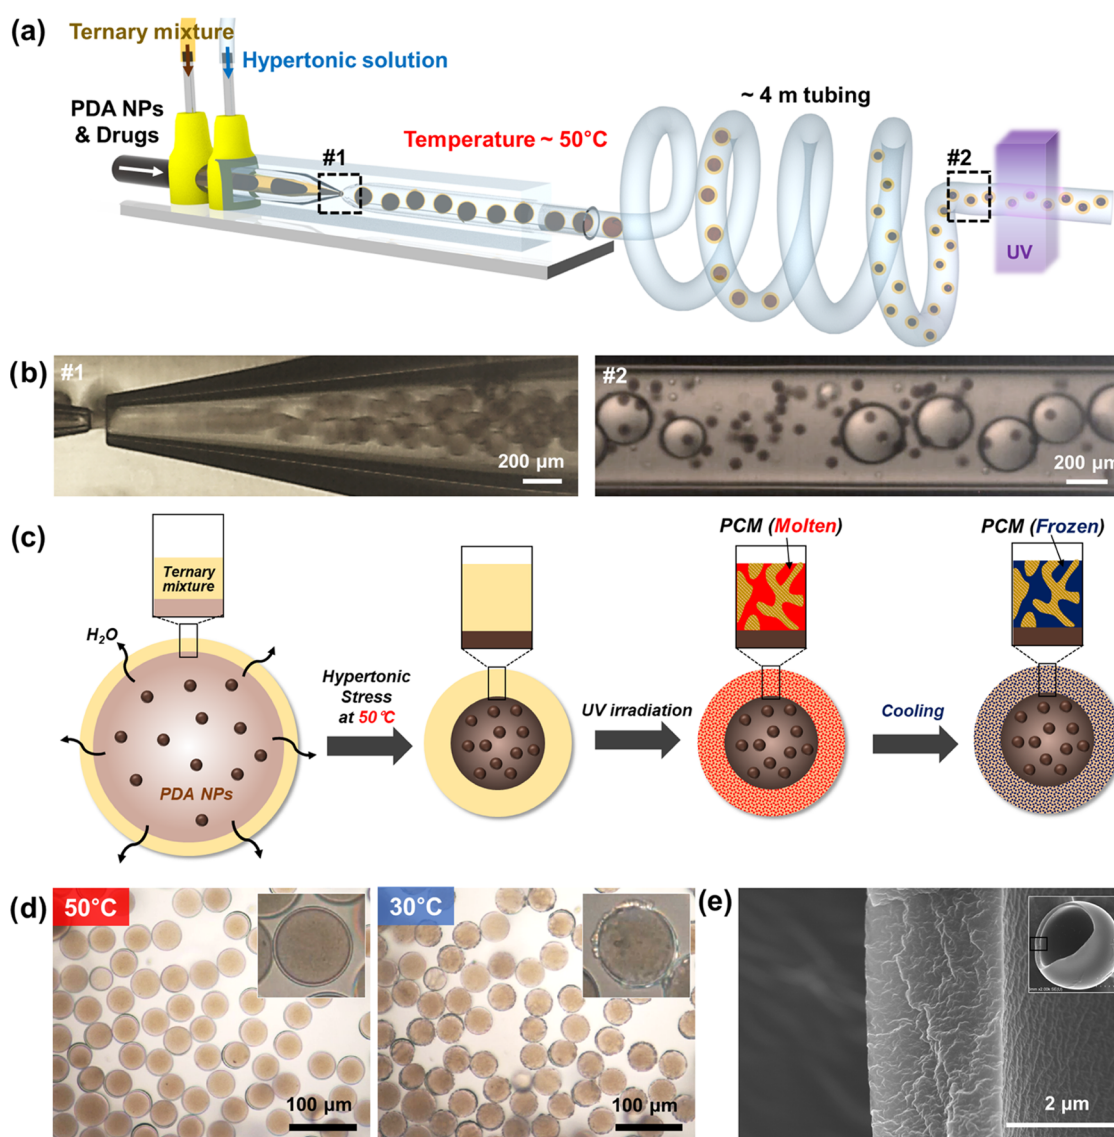 (a)
Ternary
mixture
Hypertonic solution
PDA NPs
& Drugs
#1
Temperature ~ 50°C
~ 4 m tubing
#2
UV
(b)
#1
200 μm
#2
200 μm
(c)
Ternary
mixture
H2O
PDA NPs
Hypertonic
Stress
at 50°C
UV irradiation
PCM (Molten)
Cooling
PCM (Frozen)
(d)
50°C
100 μm
30°C
100 μm
(e)
2 μm